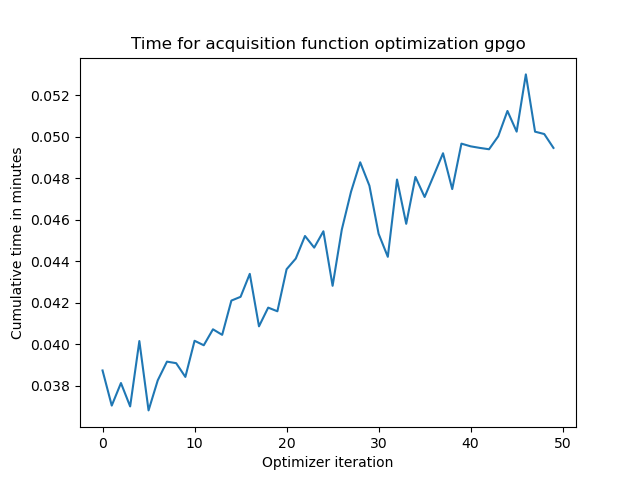 Time for acquisition function optimization gpgo
0.052
0.050
0.048
0.046
0.044
0.042
0.040
0.038
Cumulative time in minutes
0 10 20 30 40 50
Optimizer iteration